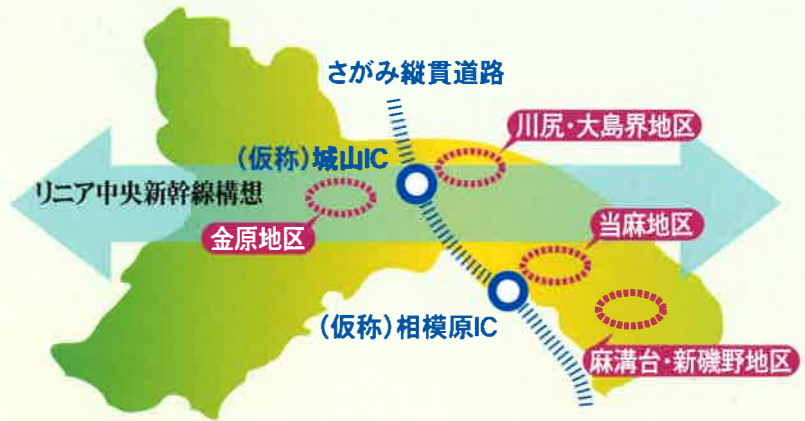 さがみ縦貫道路
川尻・大島界地区
(仮称)城山IC
リニア中央新幹線構想
金原地区
当麻地区
(仮称)相模原IC
麻溝台・新磯野地区